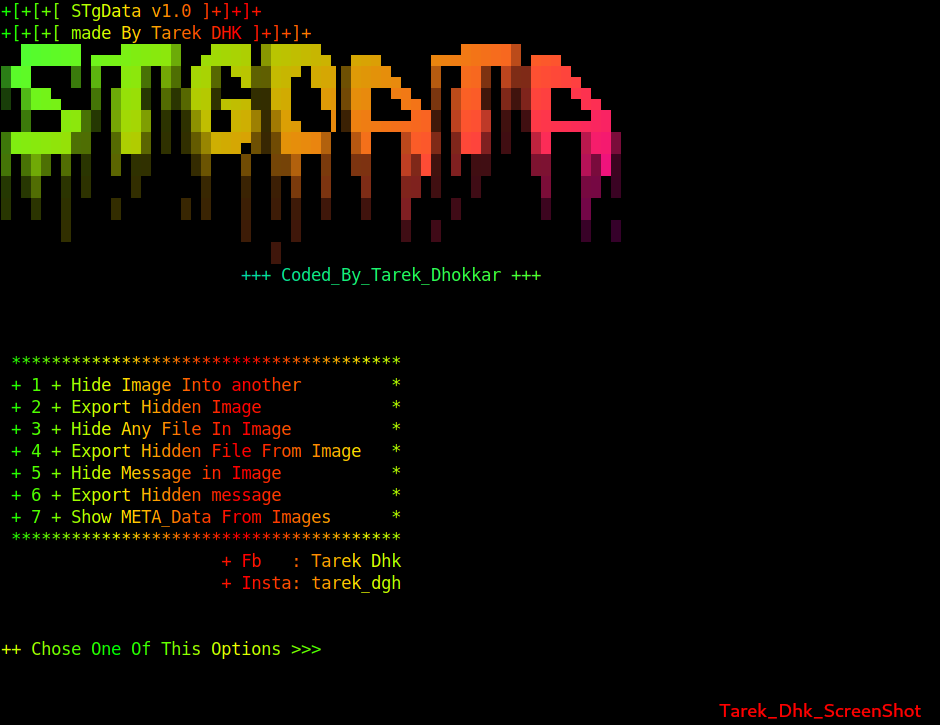 +[+[+[ STgData v1.0 ]+]+]+
+[+[+[ made By Tarek DHK ]+]+]+
STGDATA
+++ Coded_By_Tarek_Dhokkar +++
***************************************
+ 1 + Hide Image Into another *
+ 2 + Export Hidden Image *
+ 3 + Hide Any File In Image *
+ 4 + Export Hidden File From Image *
+ 5 + Hide Message in Image *
+ 6 + Export Hidden message *
+ 7 + Show META_Data From Images *
***************************************
+ Fb : Tarek Dhk
+ Insta: tarek_dgh
++ Chose One Of This Options >>>
Tarek_Dhk_ScreenShot